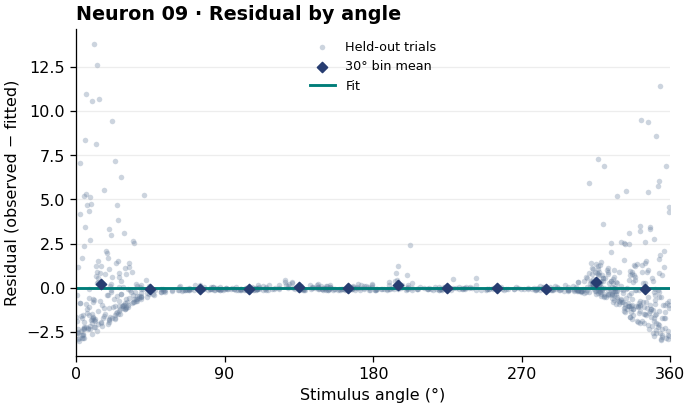 Neuron 09 · Residual by angle
Held-out trials
30° bin mean
Fit
Residual (observed − fitted)
12.5
10.0
7.5
5.0
2.5
0.0
−2.5
0
90
180
270
360
Stimulus angle (°)